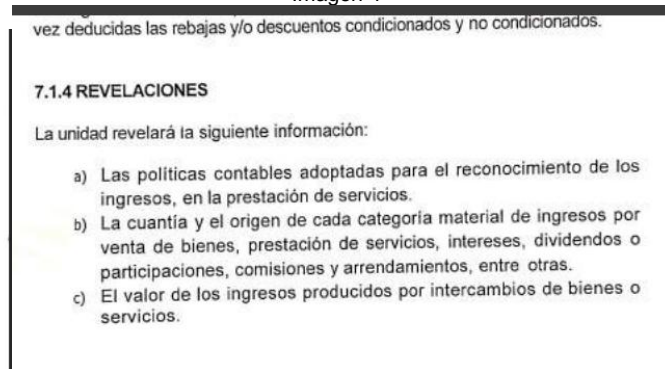 vez deducidas las rebajas y/o descuentos condicionados y no condicionados.
7.1.4 REVELACIONES
La unidad revelará la siguiente información:
a) Las políticas contables adoptadas para el reconocimiento de los
ingresos, en la prestación de servicios.
b) La cuantía y el origen de cada categoría material de ingresos por
venta de bienes, prestación de servicios, intereses, dividendos o
participaciones, comisiones y arrendamientos, entre otras.
c) El valor de los ingresos producidos por intercambios de bienes o
servicios.